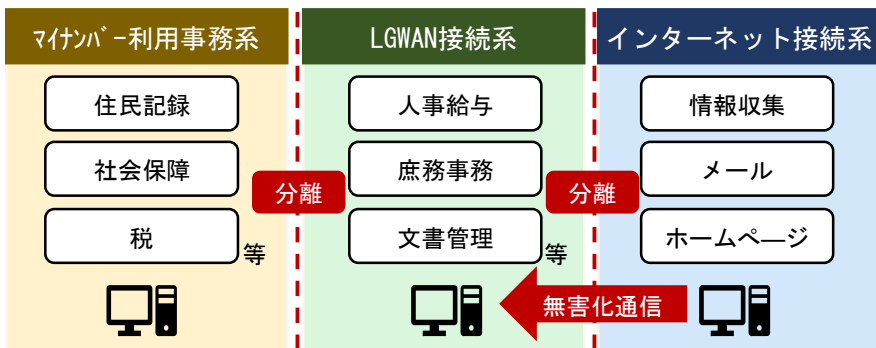 ﾏｲﾅﾝﾊﾞｰ利用事務系
住民記録
社会保障
税
等
分離
LGWAN接続系
人事給与
庶務事務
文書管理
等
分離
インターネット接続系
情報収集
メール
ホームペ―ジ
無害化通信